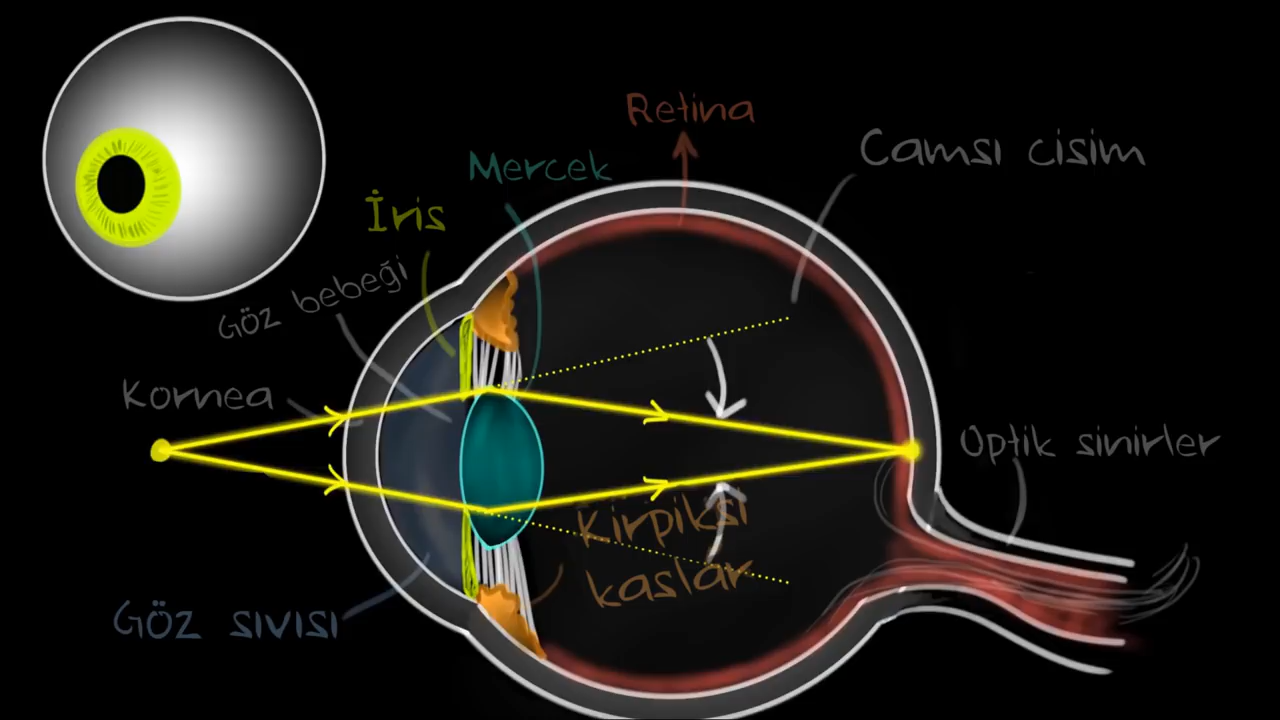 Retina
Camsı cisim
Mercek
İris
Göz bebeği
Kornea
Optik sinirler
Kirpiksi
kaslar
Göz sıvısı